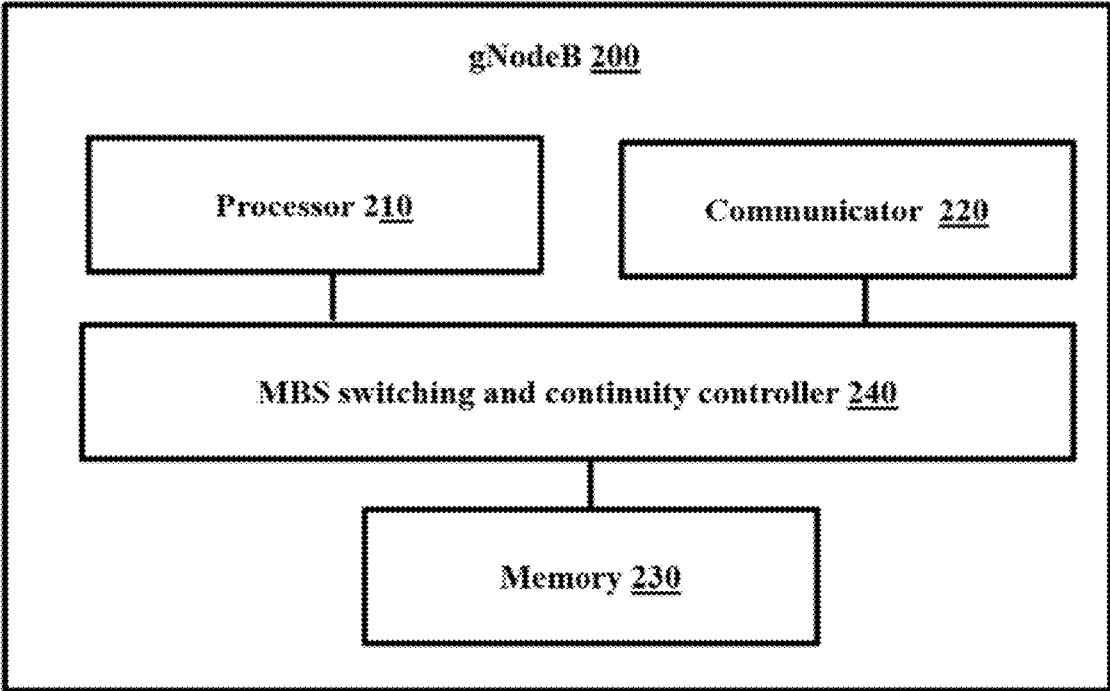 gNodeB 200
Processor 210
Communicator 220
MBS switching and continuity controller 240
Memory 230